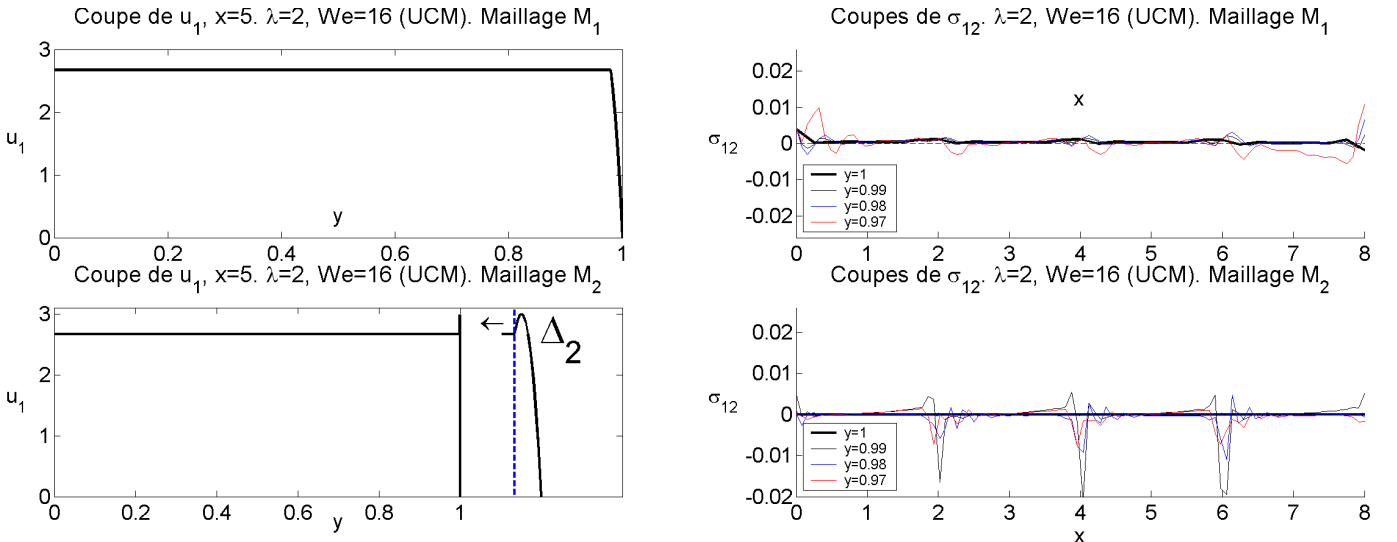 Coupe de u₁, x=5. λ=2, We=16 (UCM). Maillage M₁
3
2
1
0
u₁
y
0
0.2
0.4
0.6
0.8
1
Coupes de σ₁₂. λ=2, We=16 (UCM). Maillage M₁
0.02
0.01
0
-0.01
-0.02
σ₁₂
x
y=1
y=0.99
y=0.98
y=0.97
0
1
2
3
4
5
6
7
8
Coupe de u₁, x=5. λ=2, We=16 (UCM). Maillage M₂
3
2
1
0
u₁
← Δ₂
0
0.2
0.4
0.6
0.8
1
y
Coupes de σ₁₂. λ=2, We=16 (UCM). Maillage M₂
0.02
0.01
0
-0.01
-0.02
σ₁₂
y=1
y=0.99
y=0.98
y=0.97
0
1
2
3
4
5
6
7
8
x